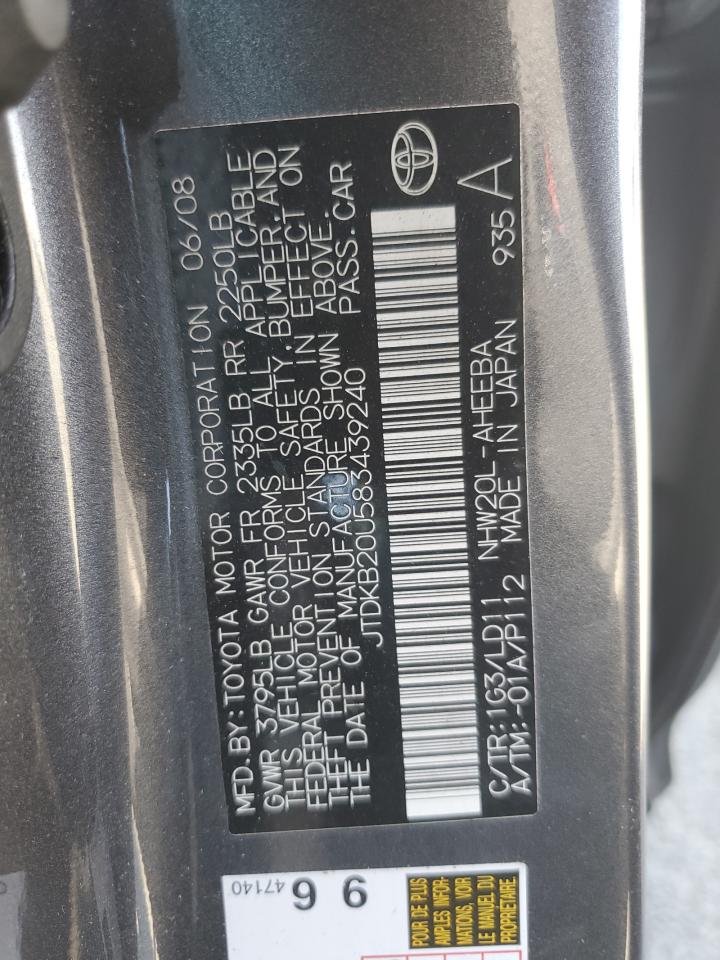 MFD.BY:TOYOTA MOTOR CORPORATION 06/08
GVWR 3795LB GAWR FR 2335LB RR 2250LB
THIS VEHICLE CONFORMS TO ALL APPLICABLE
FEDERAL MOTOR VEHICLE SAFETY,BUMPER,AND
THEFT PREVENTION STANDARDS IN EFFECT ON
THE DATE OF MANUFACTURE SHOWN ABOVE.
JTDKB20U583439240 PASS.CAR
C/TR:1G3/LD11 NHW20L-AHEEBA 935 A
A/TM:-01A/P112 MADE IN JAPAN
47140
96
POUR DE PLUS
AMPLES INFOR-
MATIONS, VOIR
LE MANUEL DU
PROPRIÉTAIRE.